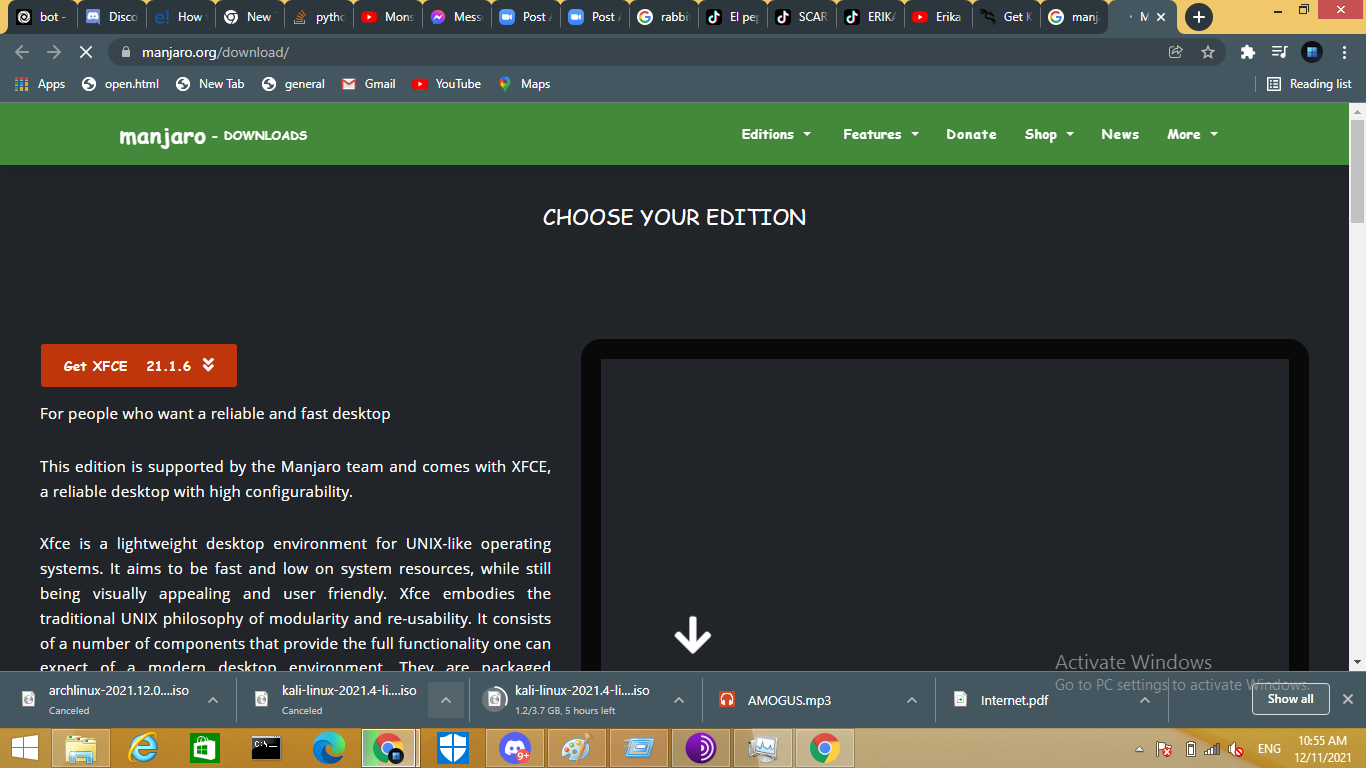 bot -
Disco
How
New
pytho
Mons
Mess
Post A
Post A
rabbi
El pe
SCAR
ERIKA
Erika
Get K
manj
M
manjaro.org/download/
Apps
open.html
New Tab
general
Gmail
YouTube
Maps
Reading list
manjaro - DOWNLOADS
Editions
Features
Donate
Shop
News
More
CHOOSE YOUR EDITION
Get XFCE 21.1.6
For people who want a reliable and fast desktop
This edition is supported by the Manjaro team and comes with XFCE,
a reliable desktop with high configurability.
Xfce is a lightweight desktop environment for UNIX-like operating
systems. It aims to be fast and low on system resources, while still
being visually appealing and user friendly. Xfce embodies the
traditional UNIX philosophy of modularity and re-usability. It consists
of a number of components that provide the full functionality one can
expect of a modern desktop environment. They are packaged
Activate Windows
Go to PC settings to activate Windows.
archlinux-2021.12.0....iso
Canceled
kali-linux-2021.4-li....iso
Canceled
kali-linux-2021.4-li....iso
1.2/3.7 GB, 5 hours left
AMOGUS.mp3
Internet.pdf
Show all
9+
ENG
10:55 AM
12/11/2021